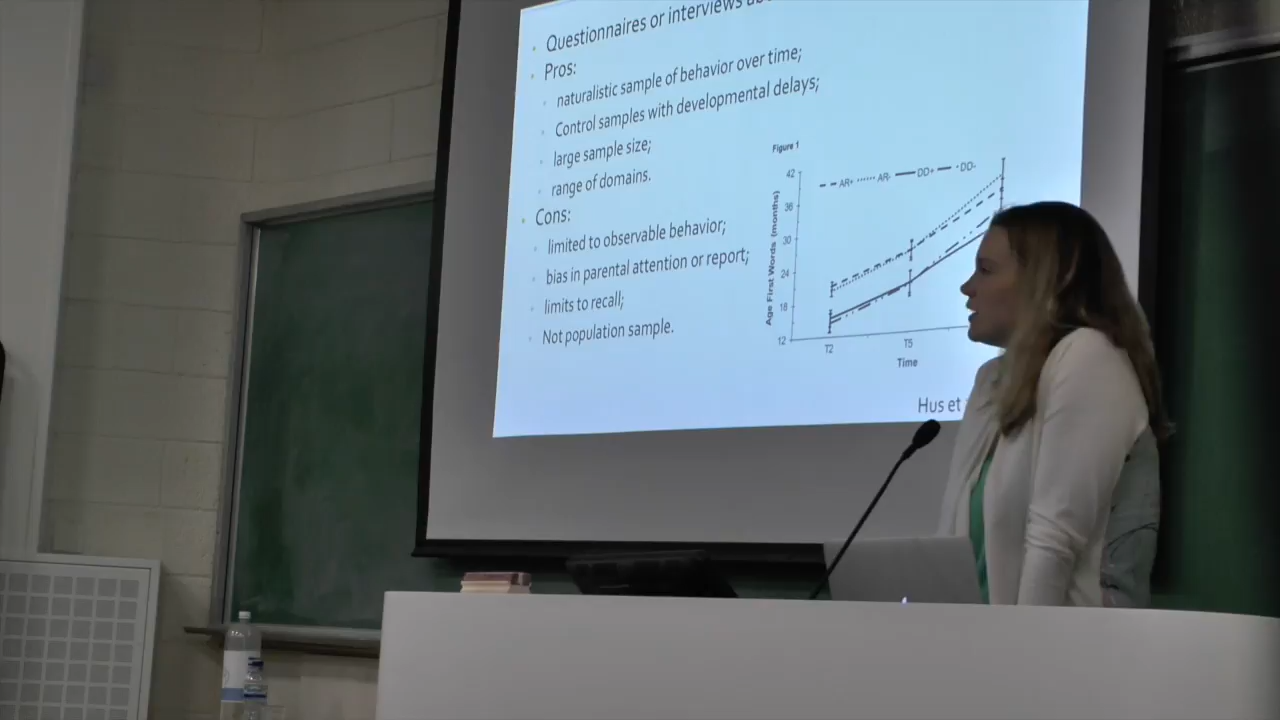 Questionnaires or interviews
Pros:
naturalistic sample of behavior over time;
Control samples with developmental delays;
large sample size;
range of domains.
Cons:
limited to observable behavior;
bias in parental attention or report;
limits to recall;
Not population sample.
Figure 1
AR+ AR- DD+ DD-
Age First Words (months)
42
36
30
24
18
12
T2 T5
Time
Hus et